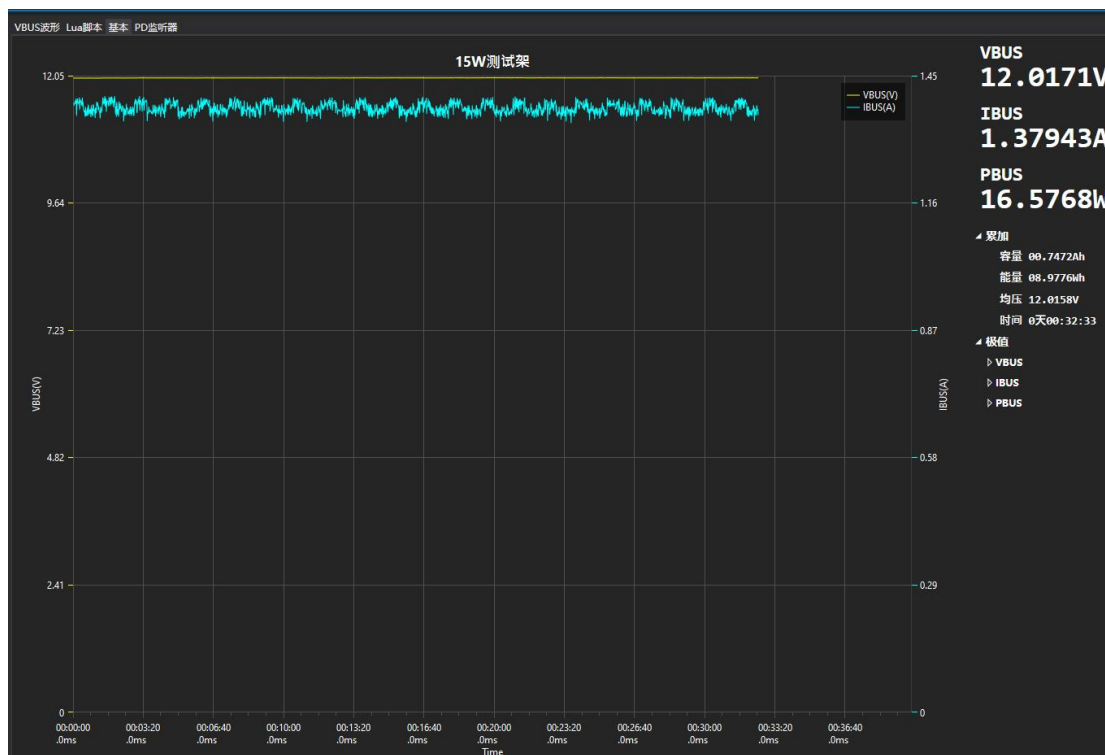 VBUS波形 Lua脚本 基本 PD监听器
15W测试架
12.05
9.64
7.23
4.82
2.41
0
VBUS(V)
VBUS(V)
IBUS(A)
1.45
1.16
0.87
0.58
0.29
0
IBUS(A)
00:00:00 00:03:20 00:06:40 00:10:00 00:13:20 00:16:40 00:20:00 00:23:20 00:26:40 00:30:00 00:33:20 00:36:40
.0ms .0ms .0ms .0ms .0ms .0ms .0ms .0ms .0ms .0ms .0ms .0ms
Time
VBUS
12.0171V
IBUS
1.37943A
PBUS
16.5768W
累加
容量 00.7472Ah
能量 08.9776Wh
均压 12.0158V
时间 0天00:32:33
极值
VBUS
IBUS
PBUS